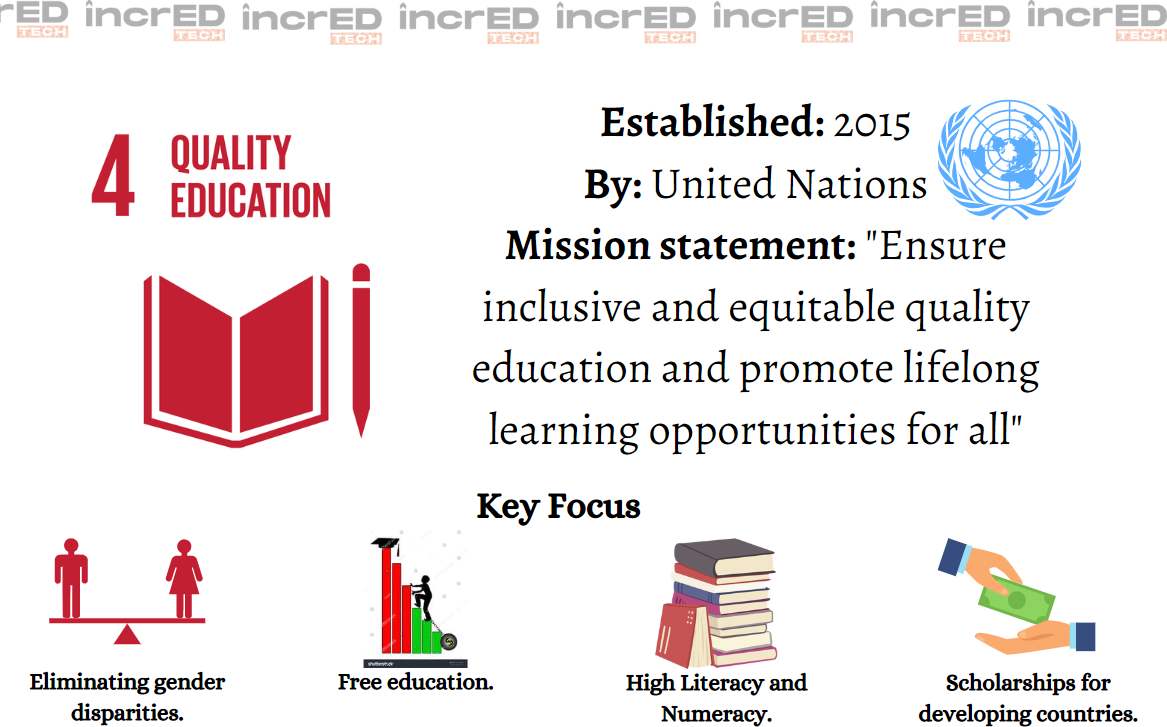 crED incrED incrED incrED incrED incrED incrED incrED
TECH TECH TECH TECH TECH TECH TECH TECH
4 QUALITY
EDUCATION
Established: 2015
By: United Nations
Mission statement: "Ensure
inclusive and equitable quality
education and promote lifelong
learning opportunities for all"
Key Focus
shutterstock
Eliminating gender
disparities.
Free education.
High Literacy and
Numeracy.
Scholarships for
developing countries.